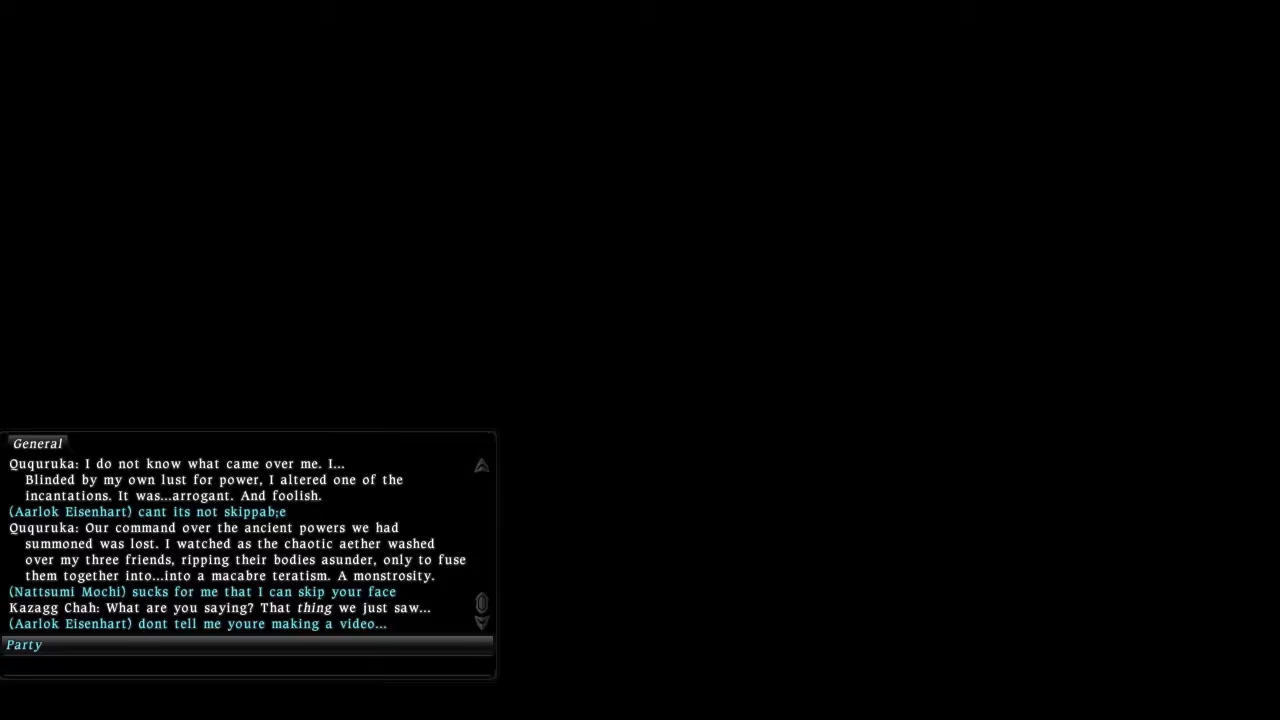 General
Ququruka: I do not know what came over me. I...
Blinded by my own lust for power, I altered one of the
incantations. It was...arrogant. And foolish.
(Aarlok Eisenhart) cant its not skippab;e
Ququruka: Our command over the ancient powers we had
summoned was lost. I watched as the chaotic aether washed
over my three friends, ripping their bodies asunder, only to fuse
them together into...into a macabre teratism. A monstrosity.
(Nattsumi Mochi) sucks for me that I can skip your face
Kazagg Chah: What are you saying? That thing we just saw...
(Aarlok Eisenhart) dont tell me youre making a video...
Party